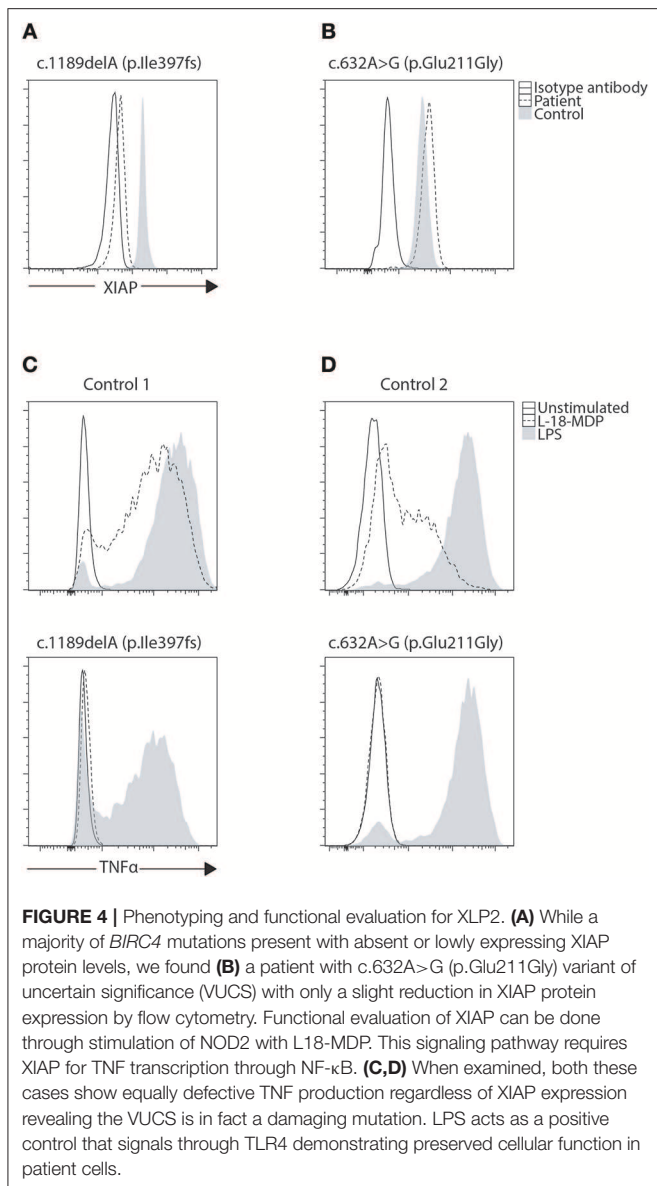 A
B
c.1189delA (p.Ile397fs)
c.632A>G (p.Glu211Gly)
Isotype antibody
Patient
Control
XIAP
C
D
Control 1
Control 2
Unstimulated
L-18-MDP
LPS
c.1189delA (p.Ile397fs)
c.632A>G (p.Glu211Gly)
TNFα
FIGURE 4 | Phenotyping and functional evaluation for XLP2. (A) While a
majority of BIRC4 mutations present with absent or lowly expressing XIAP
protein levels, we found (B) a patient with c.632A>G (p.Glu211Gly) variant of
uncertain significance (VUCS) with only a slight reduction in XIAP protein
expression by flow cytometry. Functional evaluation of XIAP can be done
through stimulation of NOD2 with L18-MDP. This signaling pathway requires
XIAP for TNF transcription through NF-κB. (C,D) When examined, both these
cases show equally defective TNF production regardless of XIAP expression
revealing the VUCS is in fact a damaging mutation. LPS acts as a positive
control that signals through TLR4 demonstrating preserved cellular function in
patient cells.